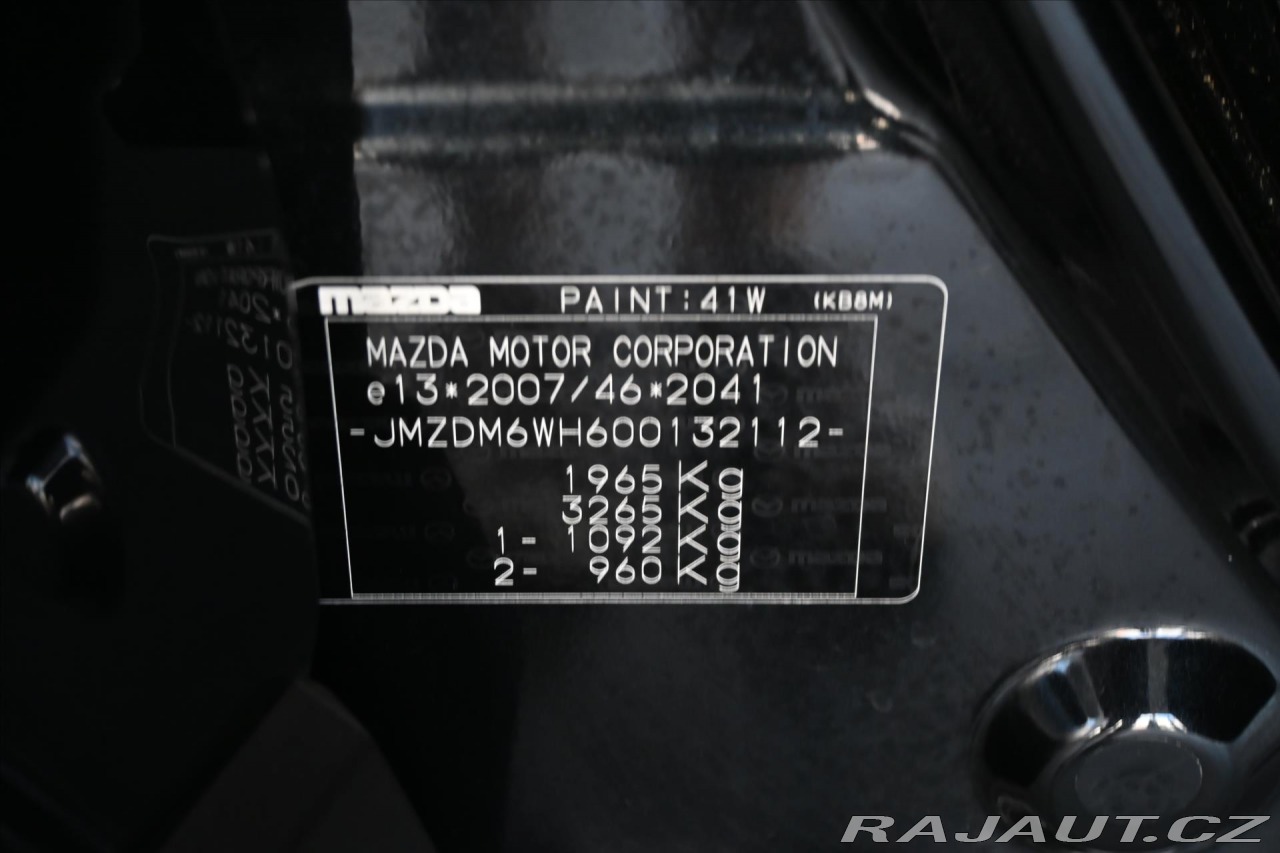 mazda PAINT:41W (KB8M)
MAZDA MOTOR CORPORATION
e13*2007/46*2041
-JMZDM6WH600132112-
1965 Kg
3265 Kg
1- 1092 Kg
2- 960 Kg
RAJAUT.CZ